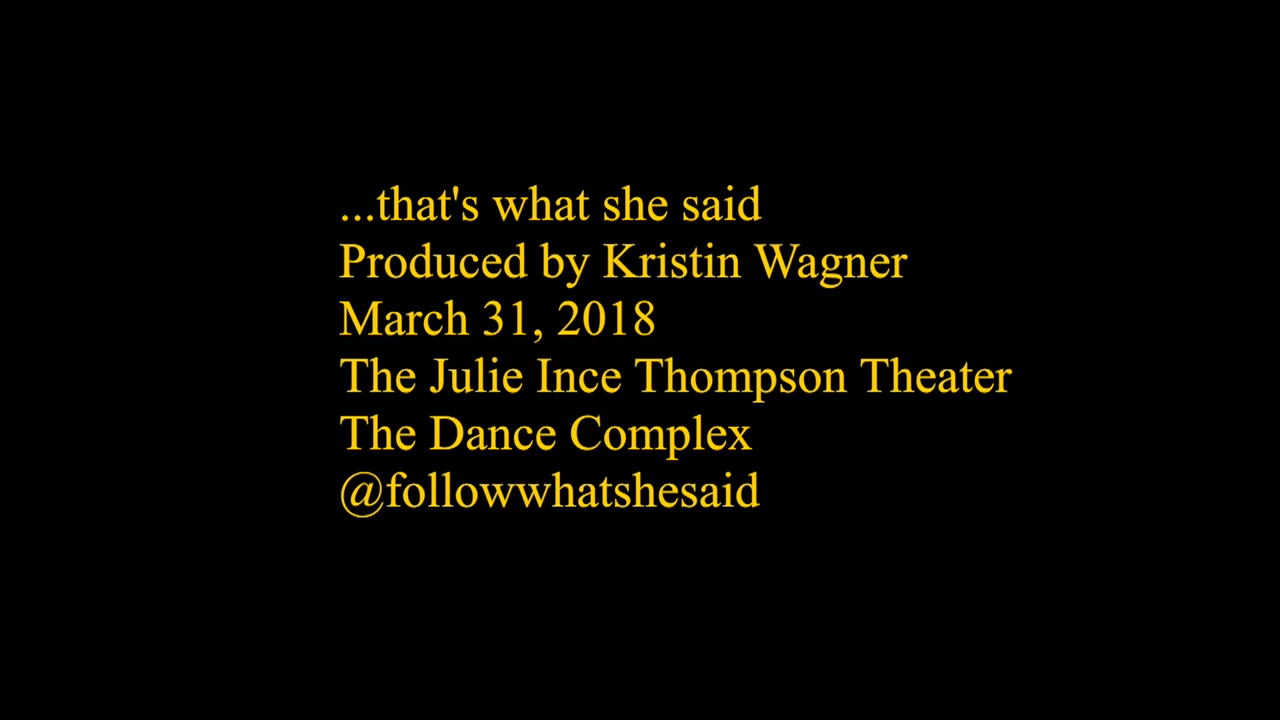 ...that's what she said
Produced by Kristin Wagner
March 31, 2018
The Julie Ince Thompson Theater
The Dance Complex
@followwhatshesaid